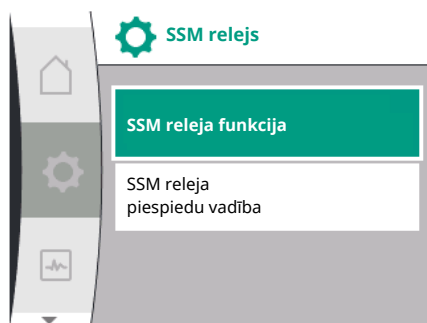 SSM relejs
SSM releja funkcija
SSM releja
piespiedu vadība